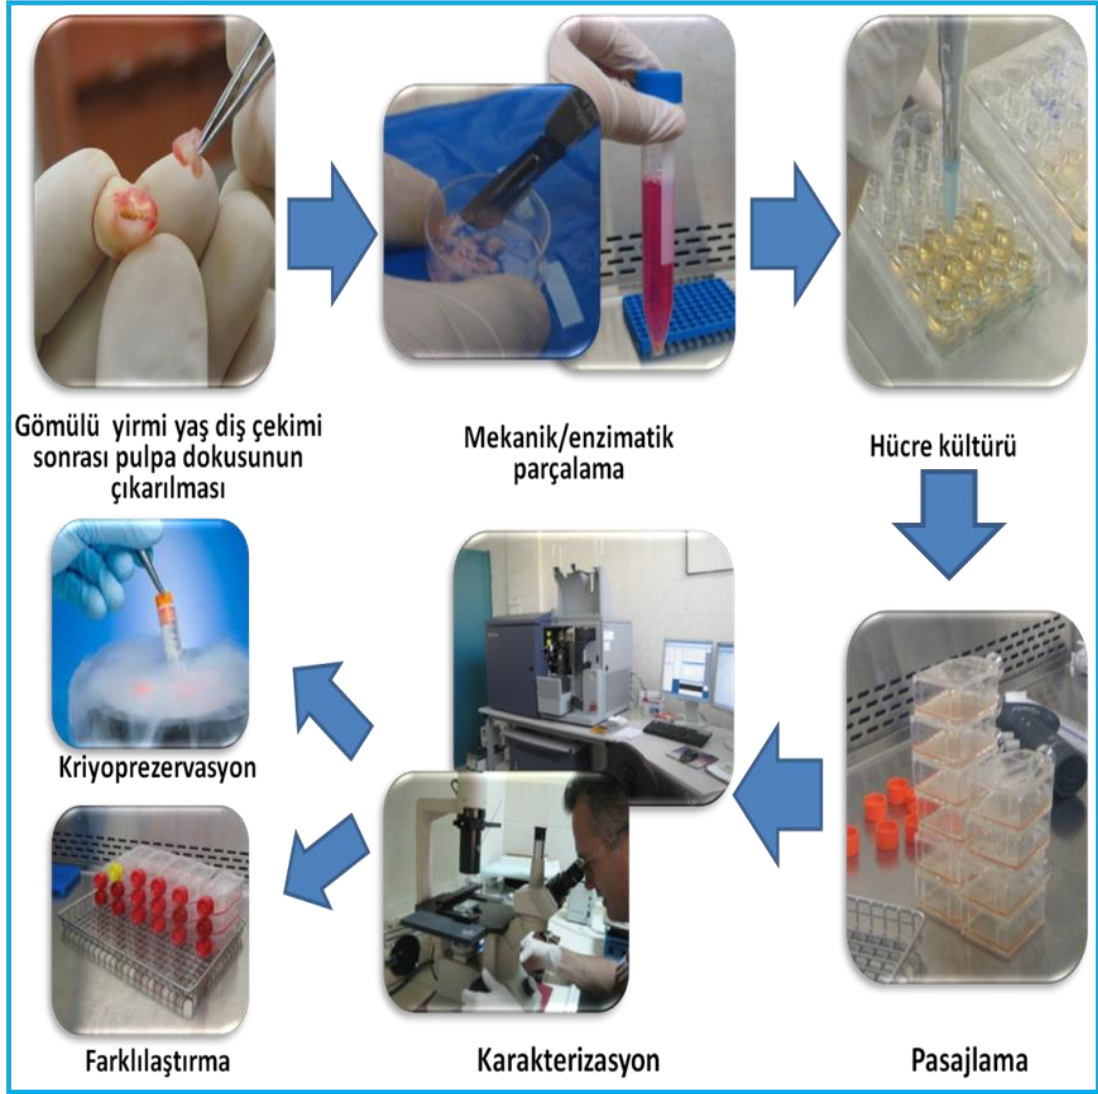 Gömülü yirmi yaş diş çekimi
sonrası pulpa dokusunun
çıkarılması
Mekanik/enzimatik
parçalama
Hücre kültürü
Kriyoprezervasyon
Farklılaştırma
Karakterizasyon
Pasajlama